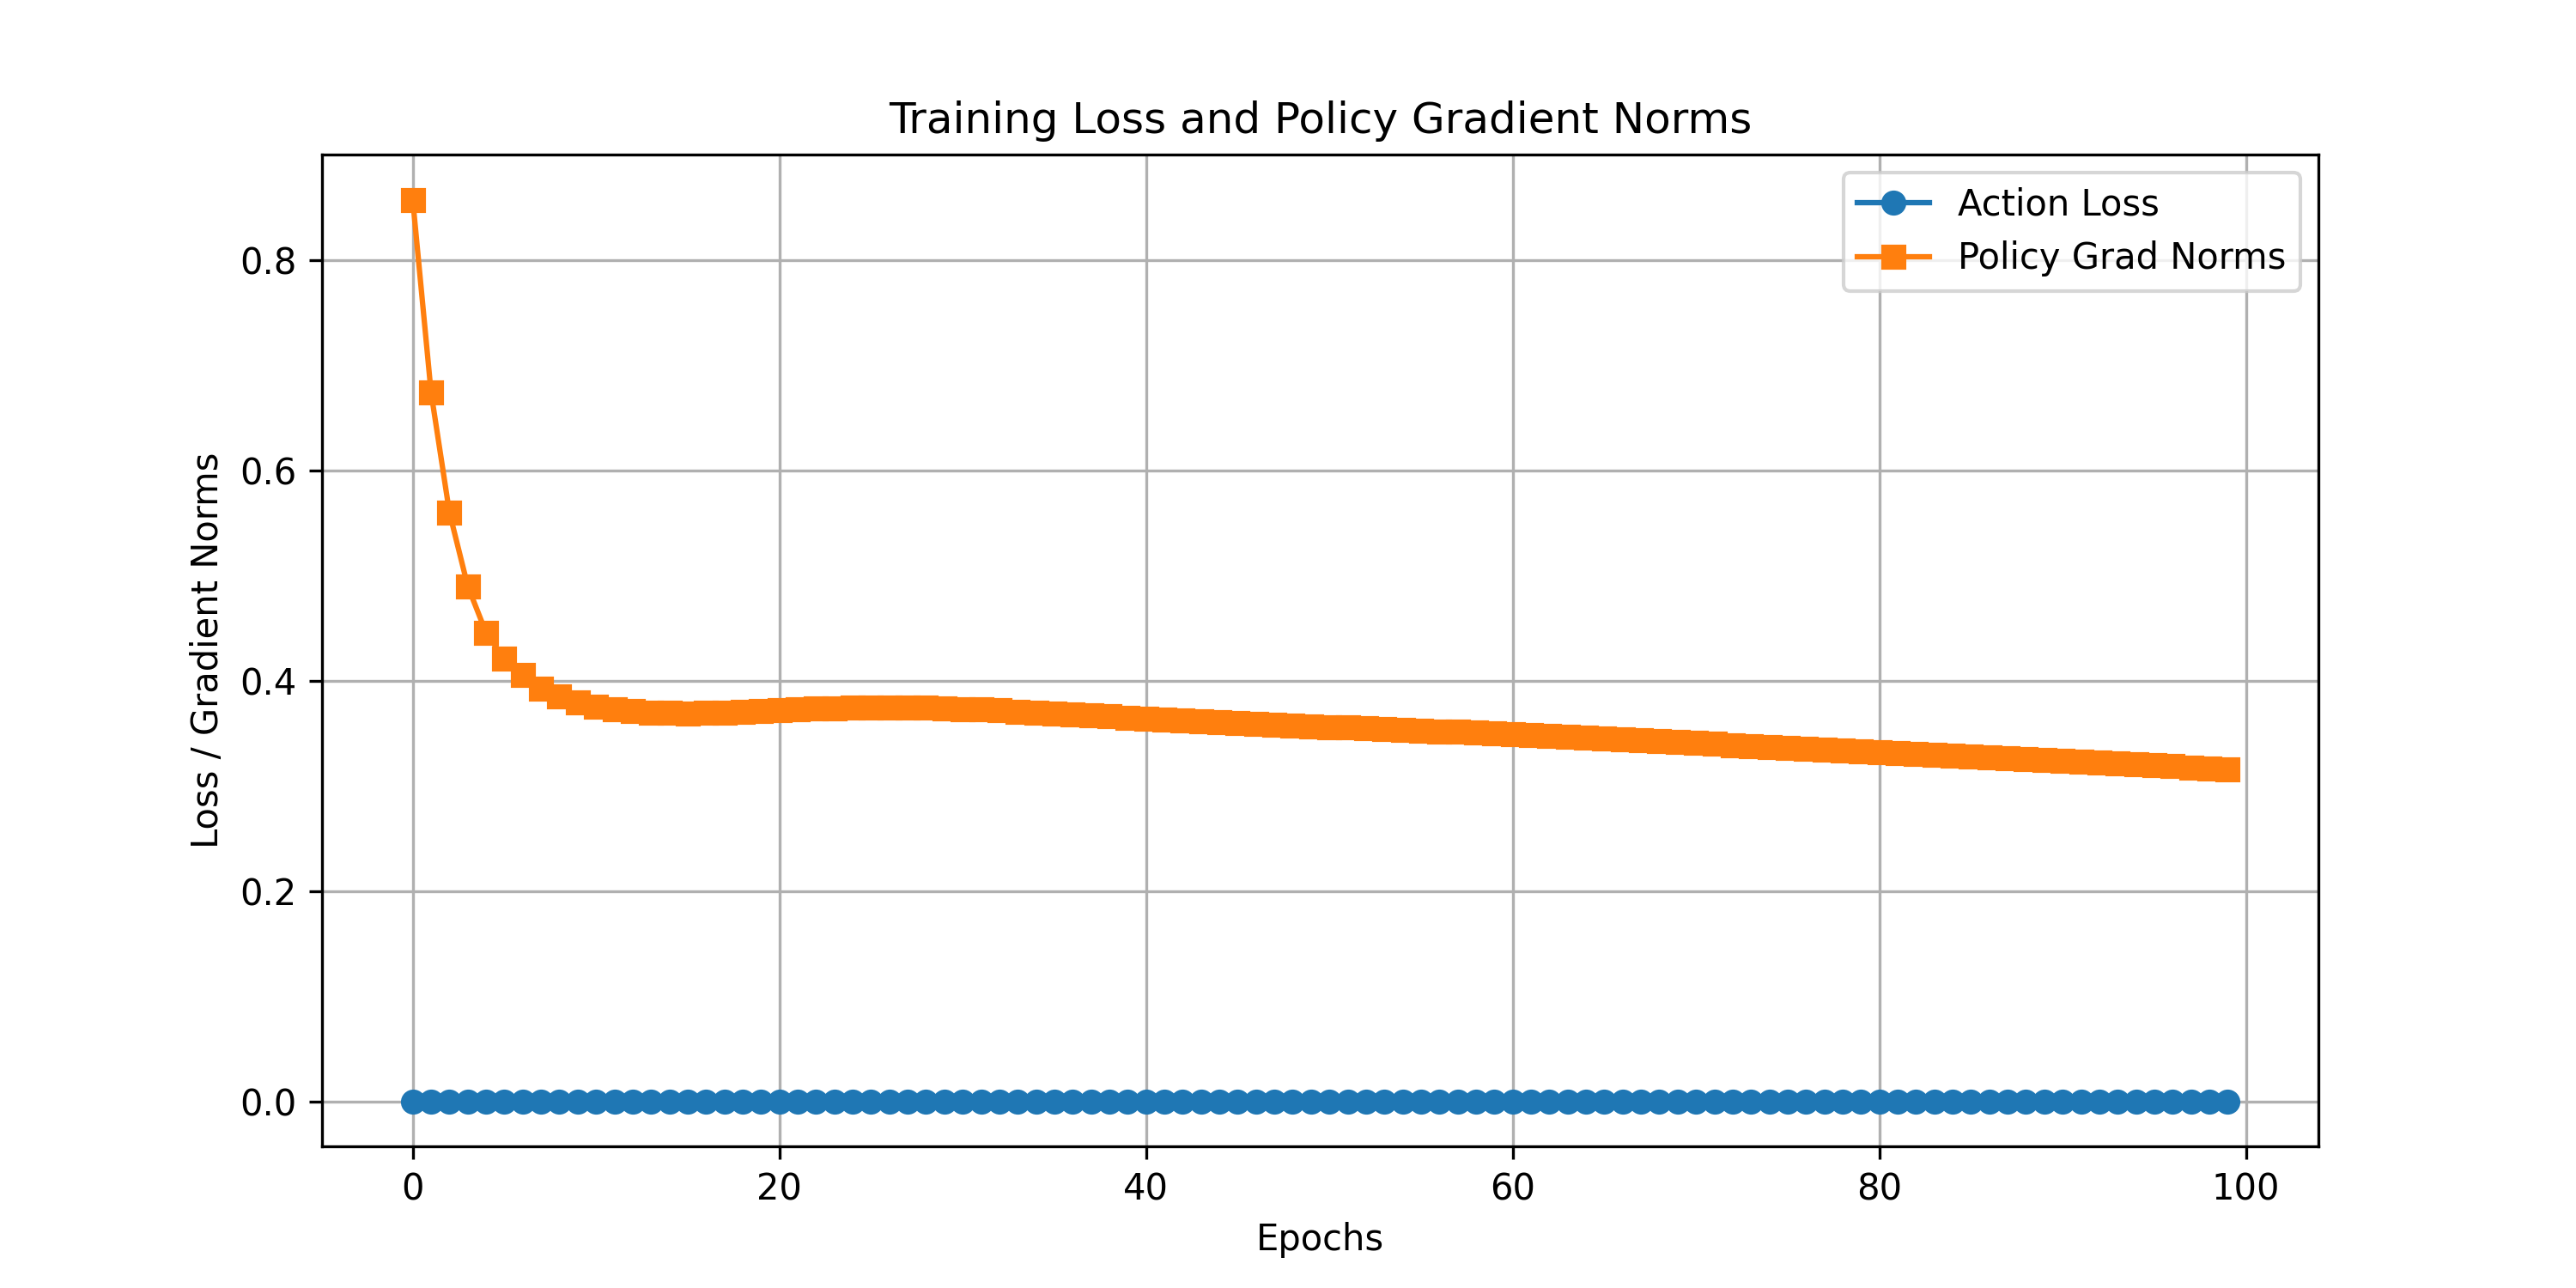 Training Loss and Policy Gradient Norms
Action Loss
Policy Grad Norms
Loss / Gradient Norms
0.8
0.6
0.4
0.2
0.0
0 20 40 60 80 100
Epochs